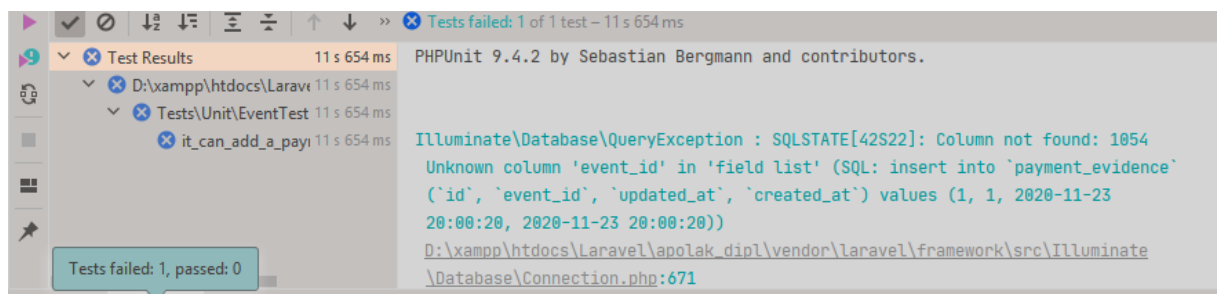 Tests failed: 1 of 1 test – 11 s 654 ms
Test Results 11 s 654 ms
D:\xampp\htdocs\Larave 11 s 654 ms
Tests\Unit\EventTest 11 s 654 ms
it_can_add_a_pay 11 s 654 ms
Tests failed: 1, passed: 0
PHPUnit 9.4.2 by Sebastian Bergmann and contributors.
Illuminate\Database\QueryException : SQLSTATE[42S22]: Column not found: 1054
Unknown column 'event_id' in 'field list' (SQL: insert into `payment_evidence`
(`id`, `event_id`, `updated_at`, `created_at`) values (1, 1, 2020-11-23
20:00:20, 2020-11-23 20:00:20))
D:\xampp\htdocs\Laravel\apolak_dipl\vendor\laravel\framework\src\Illuminate
\Database\Connection.php:671